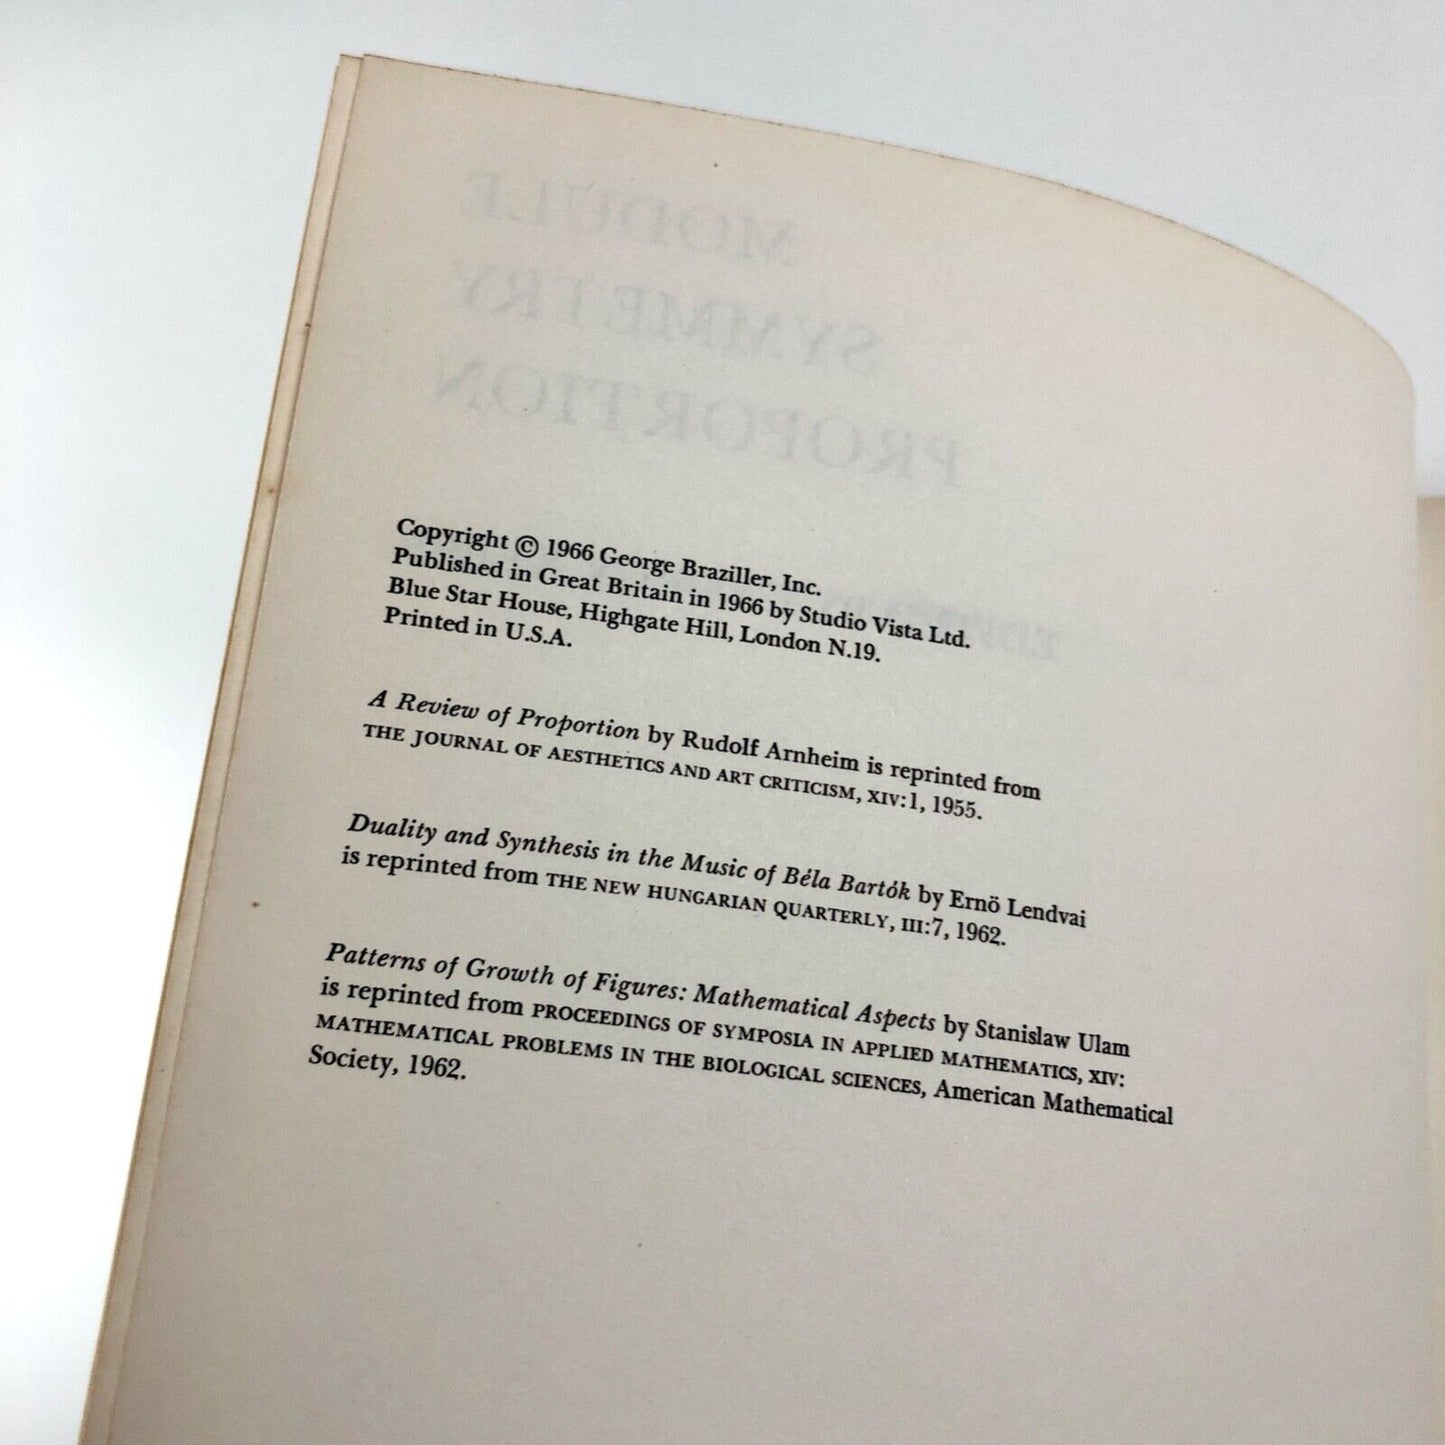 MODULE
SYMMETRY
PROPORTION
Copyright © 1966 George Braziller, Inc.
Published in Great Britain in 1966 by Studio Vista Ltd.
Blue Star House, Highgate Hill, London N.19.
Printed in U.S.A.
A Review of Proportion by Rudolf Arnheim is reprinted from
THE JOURNAL OF AESTHETICS AND ART CRITICISM, XIV:1, 1955.
Duality and Synthesis in the Music of Béla Bartók by Ernö Lendvai
is reprinted from THE NEW HUNGARIAN QUARTERLY, III:7, 1962.
Patterns of Growth of Figures: Mathematical Aspects by Stanislaw Ulam
is reprinted from PROCEEDINGS OF SYMPOSIA IN APPLIED MATHEMATICS, XIV:
MATHEMATICAL PROBLEMS IN THE BIOLOGICAL SCIENCES, American Mathematical
Society, 1962.